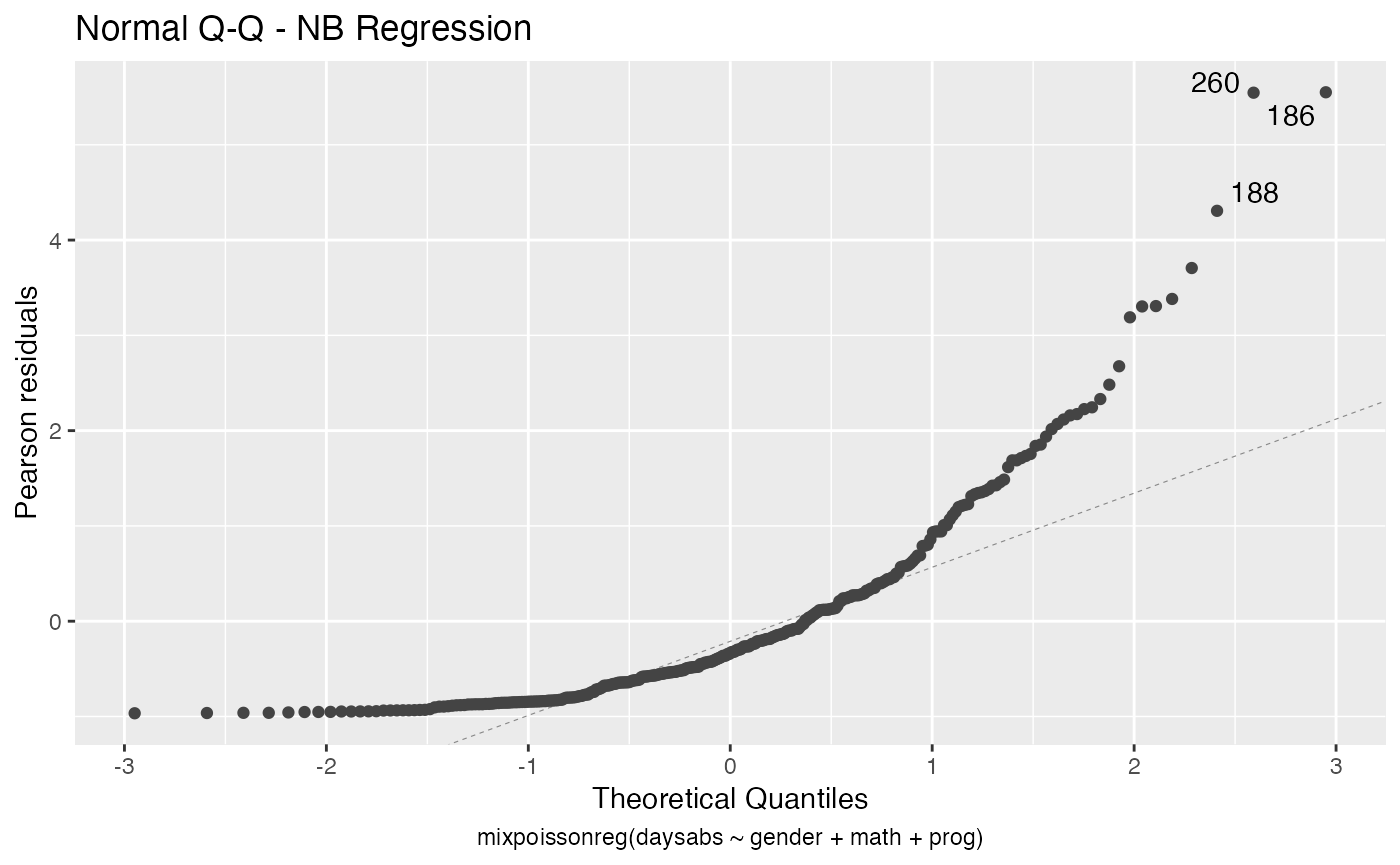 Normal Q-Q - NB Regression
260
186
188
4
2
0
Pearson residuals
-3 -2 -1 0 1 2 3
Theoretical Quantiles
mixpoissonreg(daysabs ~ gender + math + prog)